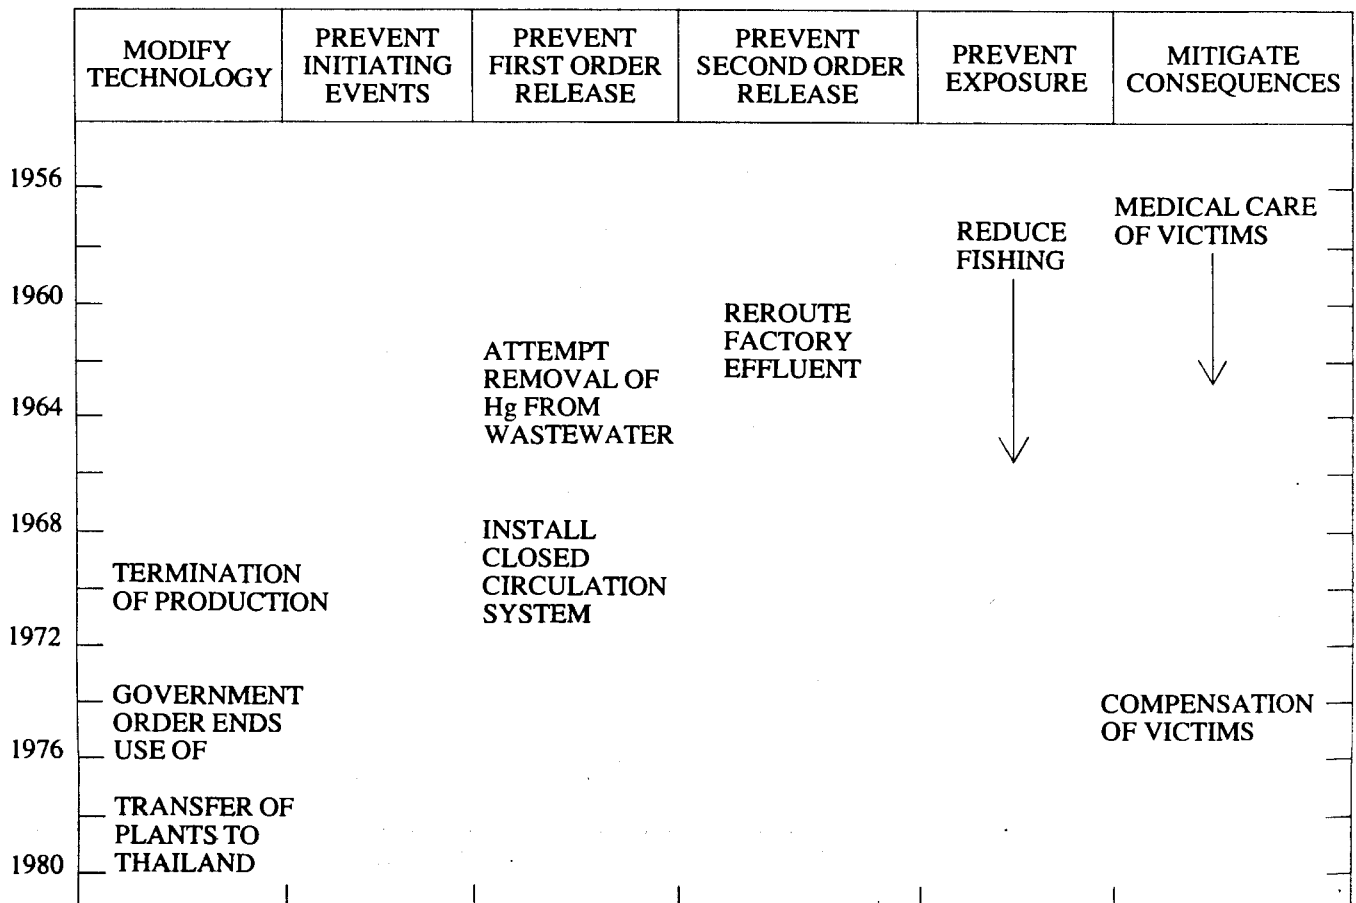 MODIFY
TECHNOLOGY
PREVENT
INITIATING
EVENTS
PREVENT
FIRST ORDER
RELEASE
PREVENT
SECOND ORDER
RELEASE
PREVENT
EXPOSURE
MITIGATE
CONSEQUENCES
1956
MEDICAL CARE
OF VICTIMS
REDUCE
FISHING
1960
REROUTE
FACTORY
EFFLUENT
ATTEMPT
REMOVAL OF
Hg FROM
WASTEWATER
1964
1968
INSTALL
CLOSED
CIRCULATION
SYSTEM
TERMINATION
OF PRODUCTION
1972
GOVERNMENT
ORDER ENDS
USE OF
COMPENSATION
OF VICTIMS
1976
TRANSFER OF
PLANTS TO
THAILAND
1980